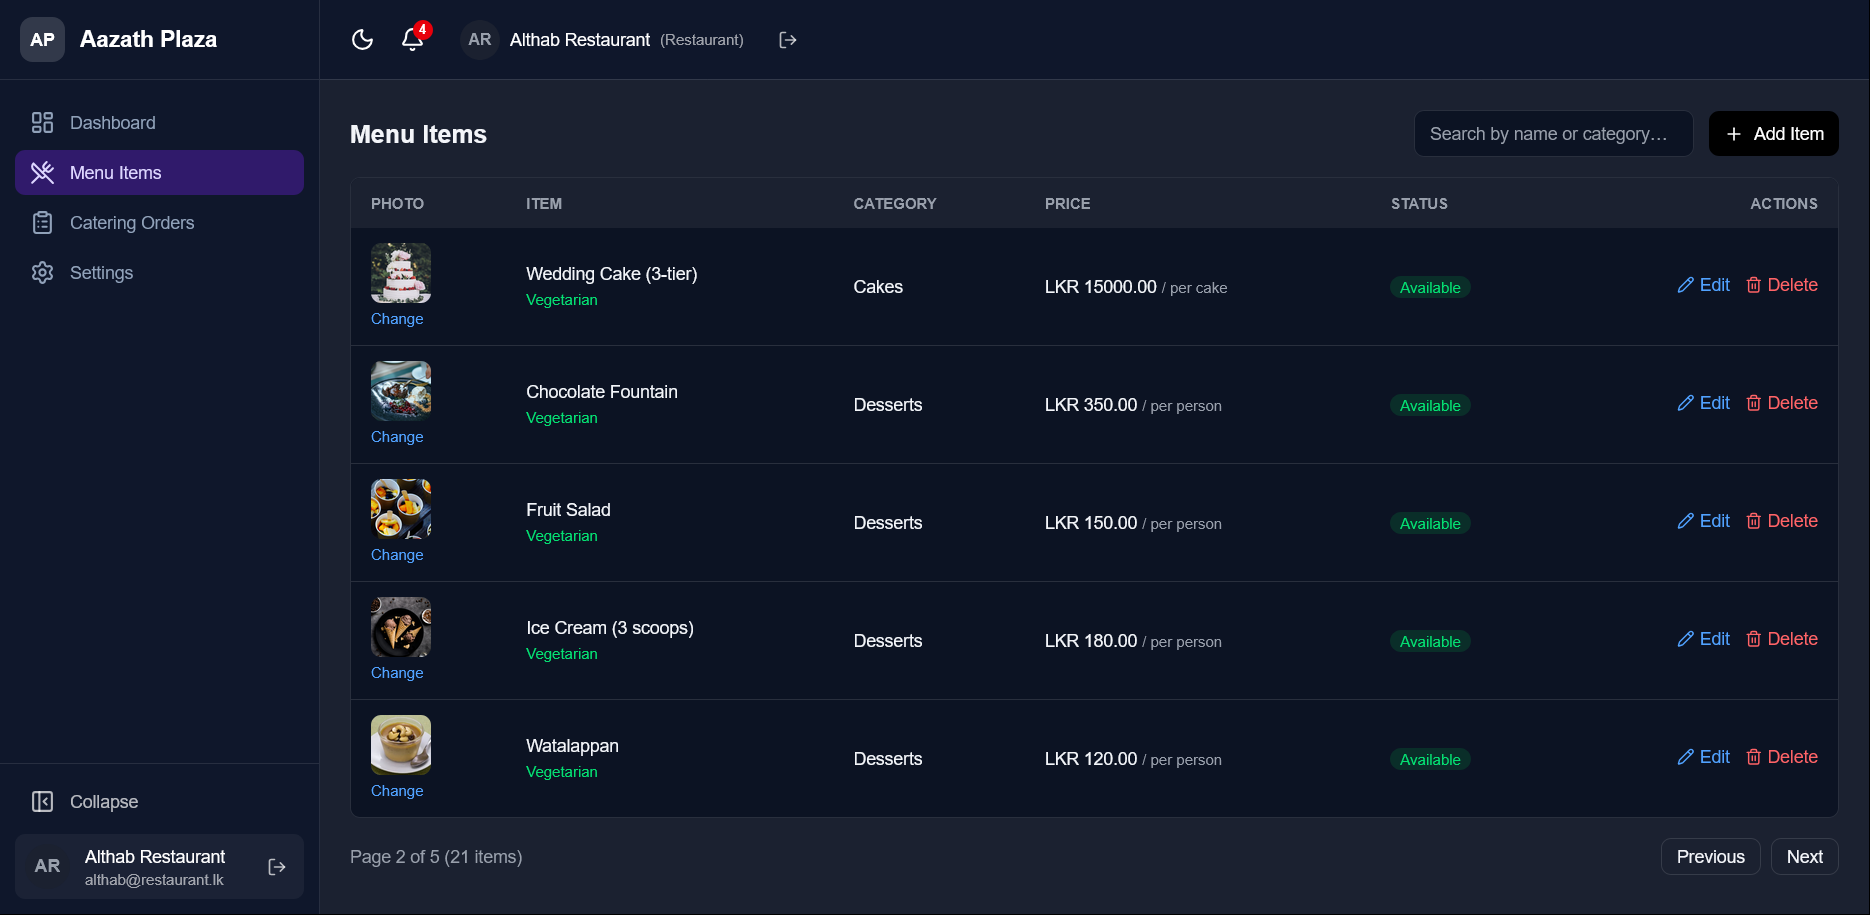 AP Aazath Plaza
4
AR Althab Restaurant (Restaurant)
Dashboard
Menu Items
Catering Orders
Settings
Menu Items
Search by name or category…
Add Item
PHOTO ITEM CATEGORY PRICE STATUS ACTIONS
Wedding Cake (3-tier)
Vegetarian
Change
Cakes
LKR 15000.00 / per cake
Available
Edit Delete
Chocolate Fountain
Vegetarian
Change
Desserts
LKR 350.00 / per person
Available
Edit Delete
Fruit Salad
Vegetarian
Change
Desserts
LKR 150.00 / per person
Available
Edit Delete
Ice Cream (3 scoops)
Vegetarian
Change
Desserts
LKR 180.00 / per person
Available
Edit Delete
Watalappan
Vegetarian
Change
Desserts
LKR 120.00 / per person
Available
Edit Delete
Page 2 of 5 (21 items)
Previous Next
Collapse
AR
Althab Restaurant
althab@restaurant.lk